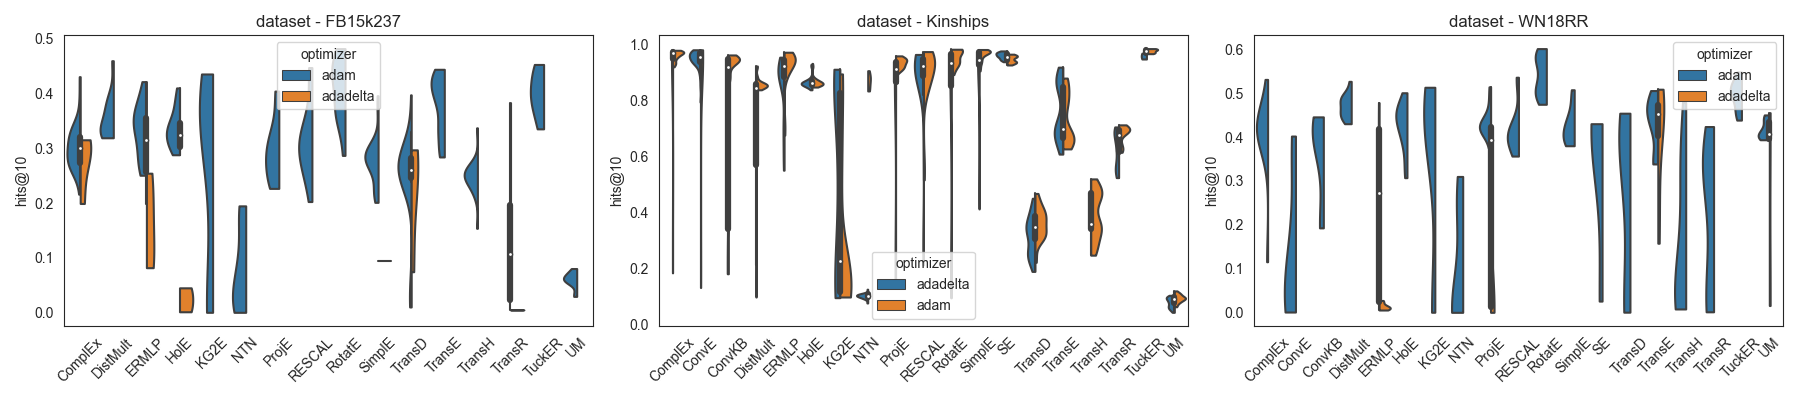 dataset - FB15k237
hits@10
0.5
0.4
0.3
0.2
0.1
0.0
optimizer
adam
adadelta
ComplEx
DistMult
ERMLP
HolE
KG2E
NTN
ProjE
RESCAL
RotatE
SimplE
TransD
TransE
TransH
TransR
TuckER
UM
dataset - Kinships
hits@10
1.0
0.8
0.6
0.4
0.2
0.0
optimizer
adadelta
adam
ComplEx
ConvE
ConvKB
DistMult
ERMLP
HolE
KG2E
NTN
ProjE
RESCAL
RotatE
SimplE
SE
TransD
TransE
TransH
TransR
TuckER
UM
dataset - WN18RR
hits@10
0.6
0.5
0.4
0.3
0.2
0.1
0.0
optimizer
adam
adadelta
ComplEx
ConvE
ConvKB
DistMult
ERMLP
HolE
KG2E
NTN
ProjE
RESCAL
RotatE
SimplE
SE
TransD
TransE
TransH
TransR
TuckER
UM